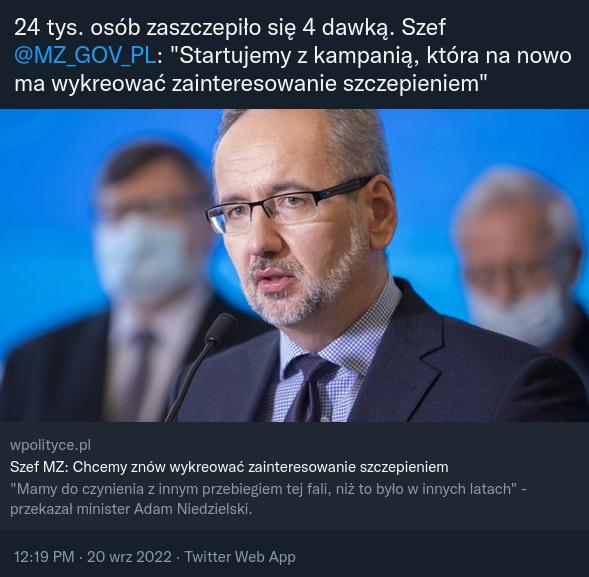 24 tys. osób zaszczepiło się 4 dawką. Szef
@MZ_GOV_PL: "Startujemy z kampanią, która na nowo
ma wykreować zainteresowanie szczepieniem"
wpolityce.pl
Szef MZ: Chcemy znów wykreować zainteresowanie szczepieniem
"Mamy do czynienia z innym przebiegiem tej fali, niż to było w innych latach" -
przekazał minister Adam Niedzielski.
12:19 PM · 20 wrz 2022 · Twitter Web App